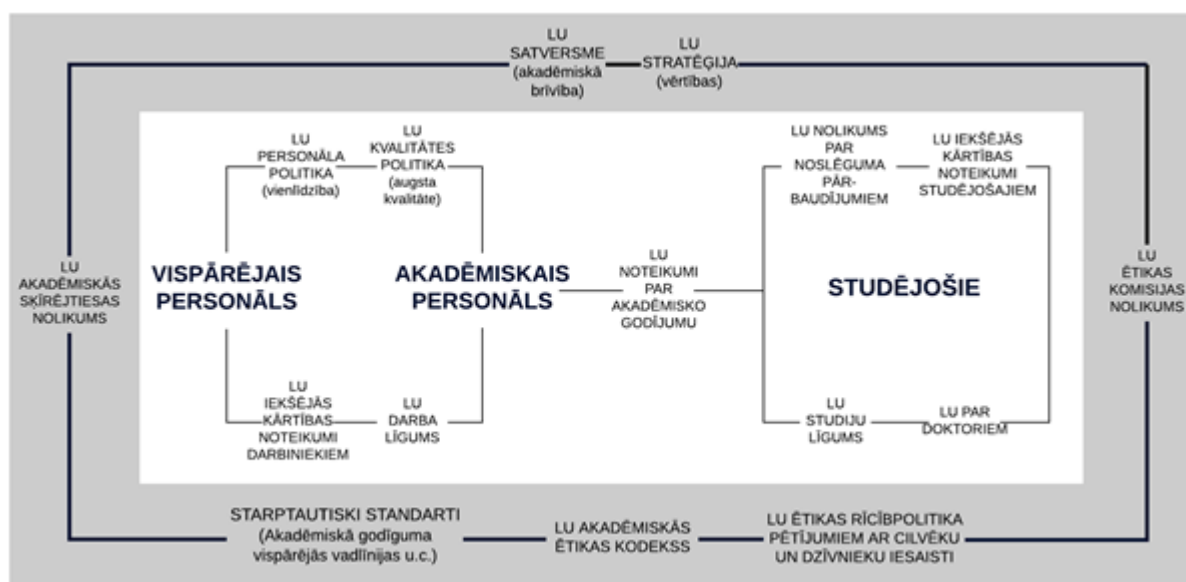 LU
SATVERSME
(akadēmiskā
brīvība)
LU
STRATĒĢIJA
(vērtības)
LU
PERSONĀLA
POLITIKA
(vienlīdzība)
LU
KVALITĀTES
POLITIKA
(augsta
kvalitāte)
LU NOLIKUMS
PAR
NOSLĒGUMA
PĀR-
BAUDĪJUMIEM
LU IEKŠĒJĀS
KĀRTĪBAS
NOTEIKUMI
STUDĒJOŠAJIEM
LU
AKADĒMISKĀS
ŠĶĪRĒJTIESAS
NOLIKUMS
VISPĀRĒJAIS
PERSONĀLS
AKADĒMISKAIS
PERSONĀLS
LU
NOTEIKUMI
PAR
AKADĒMISKO
GODĪGUMU
STUDĒJOŠIE
LU
ĒTIKAS
KOMISIJAS
NOLIKUMS
LU
IEKŠĒJĀS
KĀRTĪBAS
NOTEIKUMI
DARBINIEKIEM
LU
DARBA
LĪGUMS
LU
STUDIJU
LĪGUMS
LU PAR
DOKTORIEM
STARPTAUTISKI STANDARTI
(Akadēmiskā godīguma
vispārējās vadlīnijas u.c.)
LU AKADĒMISKĀS
ĒTIKAS KODEKSS
LU ĒTIKAS RĪCĪBPOLITIKA
PĒTĪJUMIEM AR CILVĒKU
UN DZĪVNIEKU IESAISTI